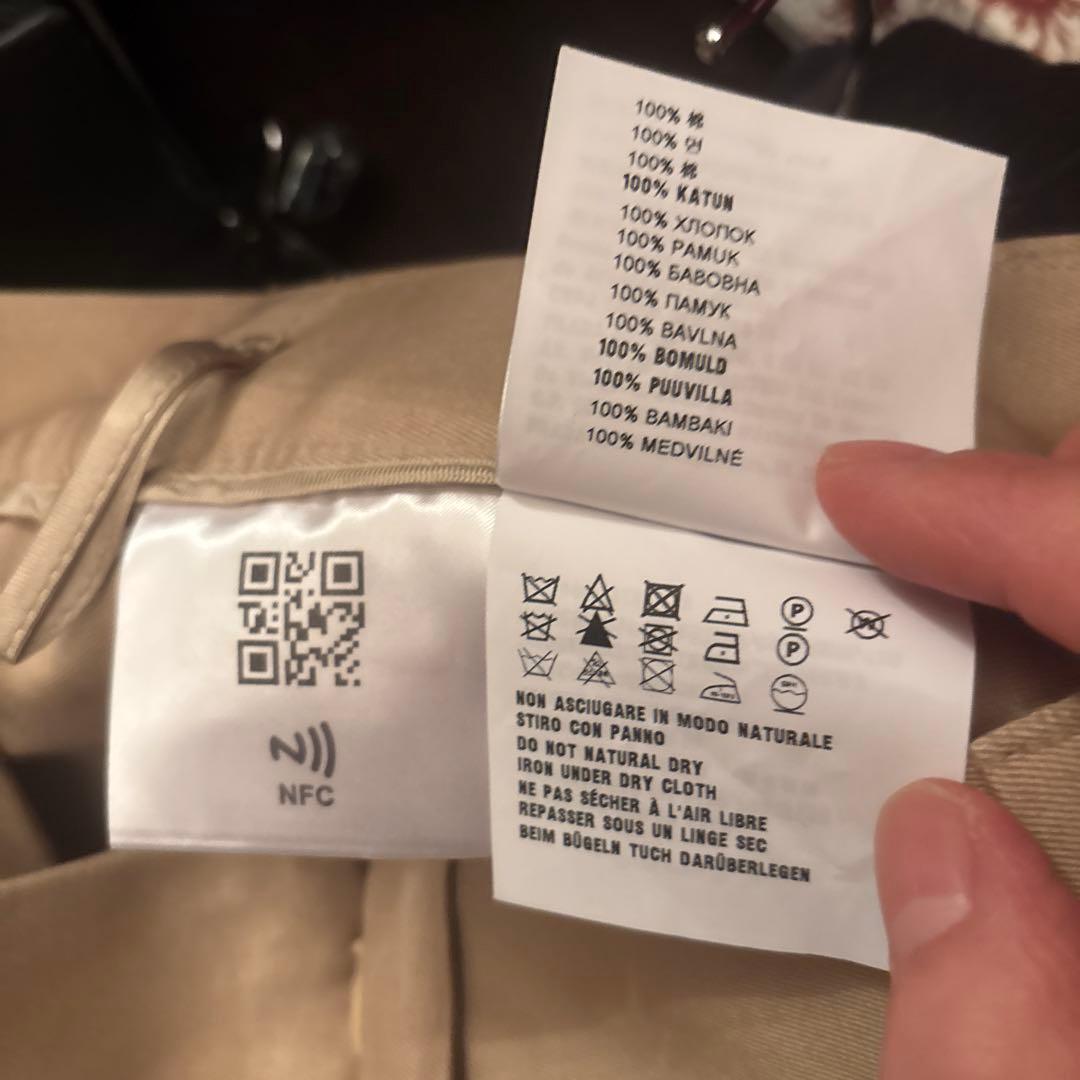 100% 棉
100% 면
100% 棉
100% KATUN
100% ХЛОПОК
100% PAMUK
100% БАВОВНА
100% ПАМУК
100% BAVLNA
100% BOMULD
100% PUUVILLA
100% BAMBAKI
100% MEDVILNĖ
NFC
P
W
P
NON ASCIUGARE IN MODO NATURALE
STIRO CON PANNO
DO NOT NATURAL DRY
IRON UNDER DRY CLOTH
NE PAS SÉCHER À L'AIR LIBRE
REPASSER SOUS UN LINGE SEC
BEIM BÜGELN TUCH DARÜBERLEGEN